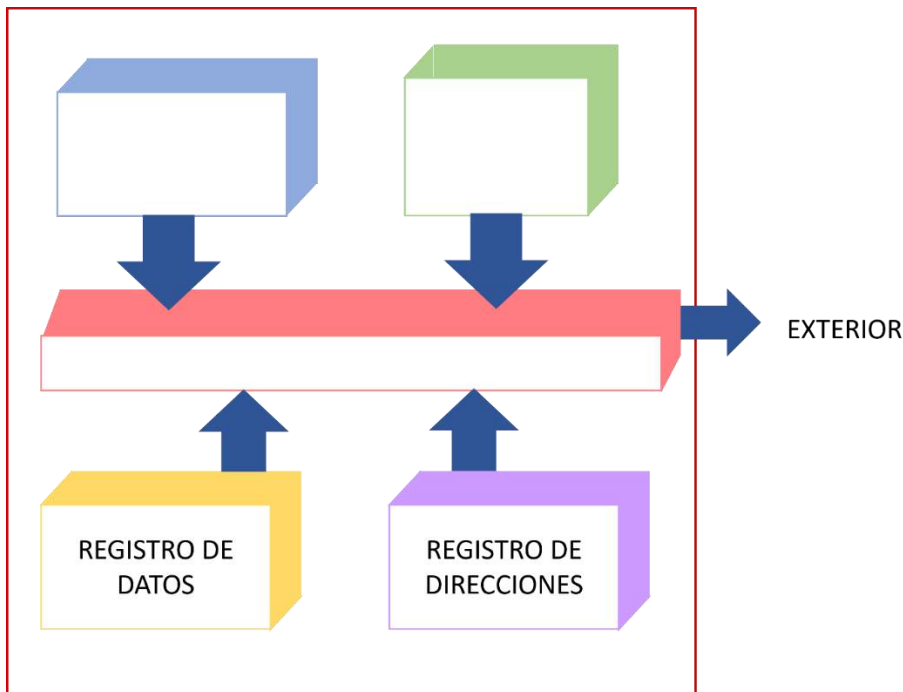 EXTERIOR
REGISTRO DE
DATOS
REGISTRO DE
DIRECCIONES